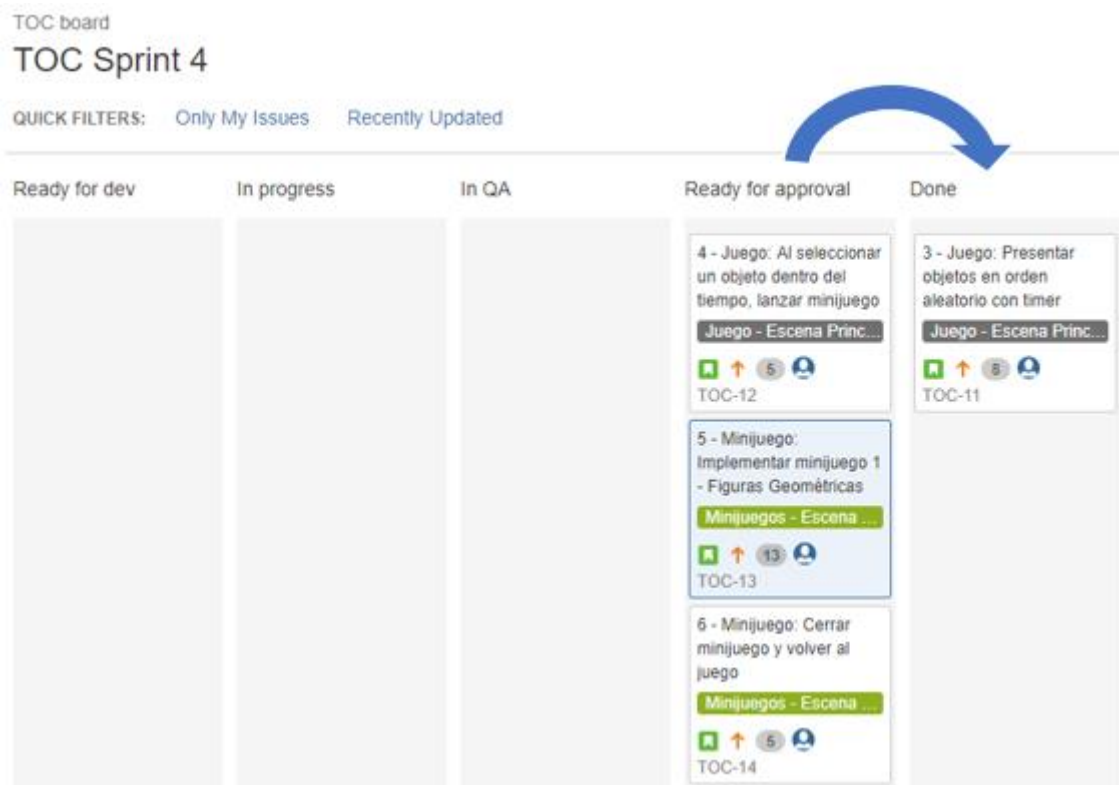 TOC board
TOC Sprint 4
QUICK FILTERS: Only My Issues Recently Updated
Ready for dev In progress In QA Ready for approval Done
4 - Juego: Al seleccionar
un objeto dentro del
tiempo, lanzar minijuego
Juego - Escena Princ...
5
TOC-12
5 - Minijuego:
Implementar minijuego 1
- Figuras Geométricas
Minijuegos - Escena ...
13
TOC-13
6 - Minijuego: Cerrar
minijuego y volver al
juego
Minijuegos - Escena ...
5
TOC-14
3 - Juego: Presentar
objetos en orden
aleatorio con timer
Juego - Escena Princ...
8
TOC-11